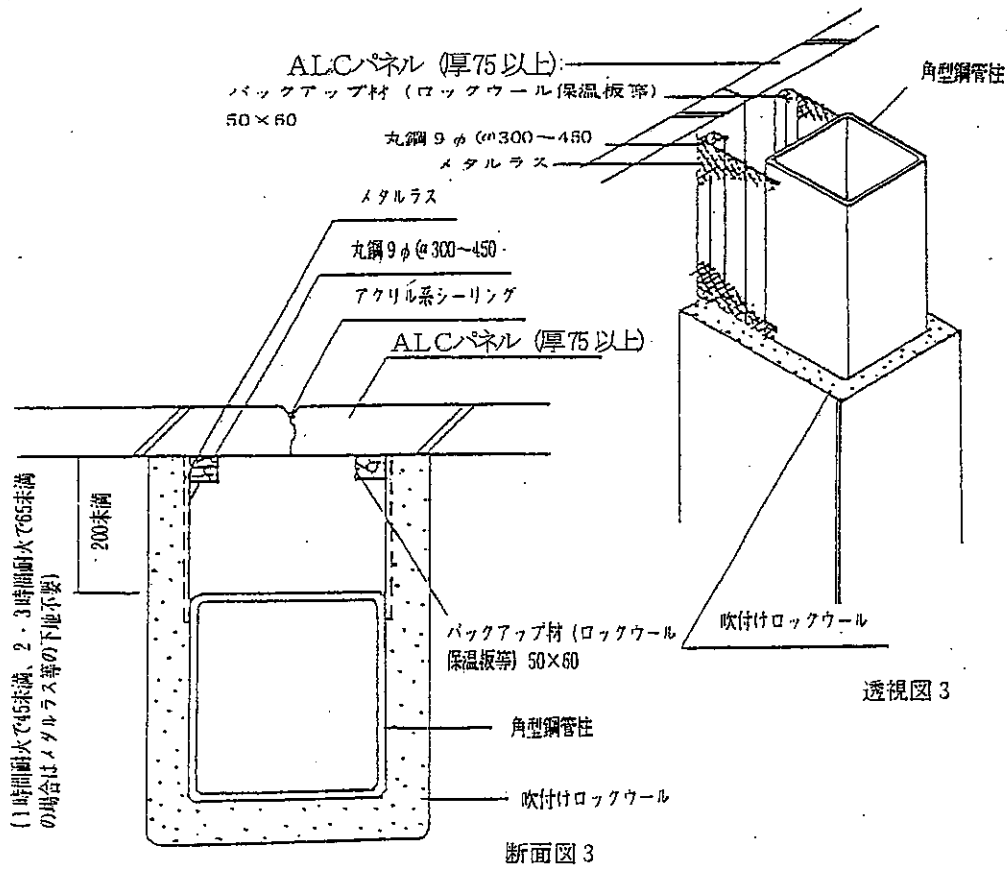 ALCパネル (厚75以上)
バックアップ材 (ロックウール保温板等)
50×60
丸鋼9φ@300〜450
メタルラス
角型鋼管柱
メタルラス
丸鋼9φ@300〜450
アクリル系シーリング
ALCパネル (厚75以上)
200未満
(1時間耐火で45未満、2・3時間耐火で65未満
の場合はメタルラス等の下地不要)
バックアップ材 (ロックウール
保温板等) 50×60
角型鋼管柱
吹付けロックウール
断面図3
吹付けロックウール
透視図3